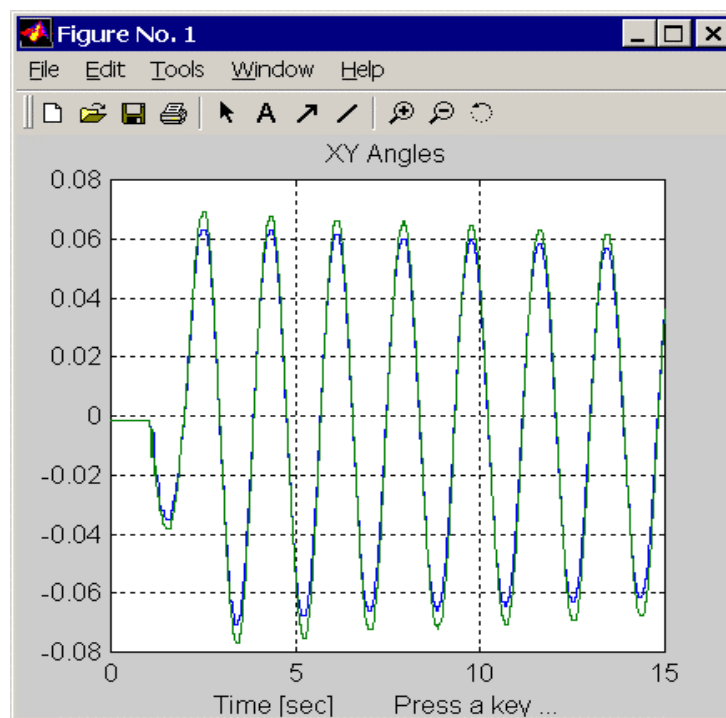 Figure No. 1
File Edit Tools Window Help
A
XY Angles
0.08
0.06
0.04
0.02
0
-0.02
-0.04
-0.06
-0.08
0 5 10 15
Time [sec] Press a key ...